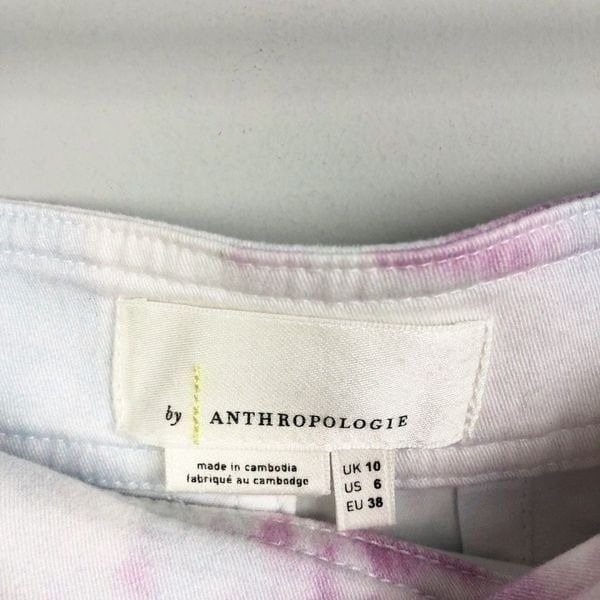 by ANTHROPOLOGIE
made in cambodia
fabriqué au cambodge
UK 10
US 6
EU 38